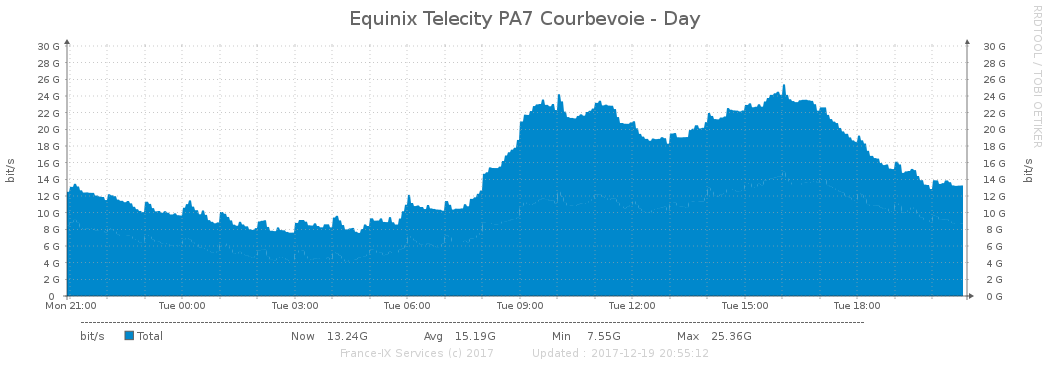 Equinix Telecity PA7 Courbevoie - Day
RRDTOOL / TOBI OETIKER
30 G 30 G
28 G 28 G
26 G 26 G
24 G 24 G
22 G 22 G
20 G 20 G
18 G 18 G
16 G 16 G
14 G 14 G
12 G 12 G
10 G 10 G
8 G 8 G
6 G 6 G
4 G 4 G
2 G 2 G
0 0 G
bit/s
bit/s
Mon 21:00 Tue 00:00 Tue 03:00 Tue 06:00 Tue 09:00 Tue 12:00 Tue 15:00 Tue 18:00
bit/s Total Now 13.24G Avg 15.19G Min 7.55G Max 25.36G
France-IX Services (c) 2017 Updated : 2017-12-19 20:55:12